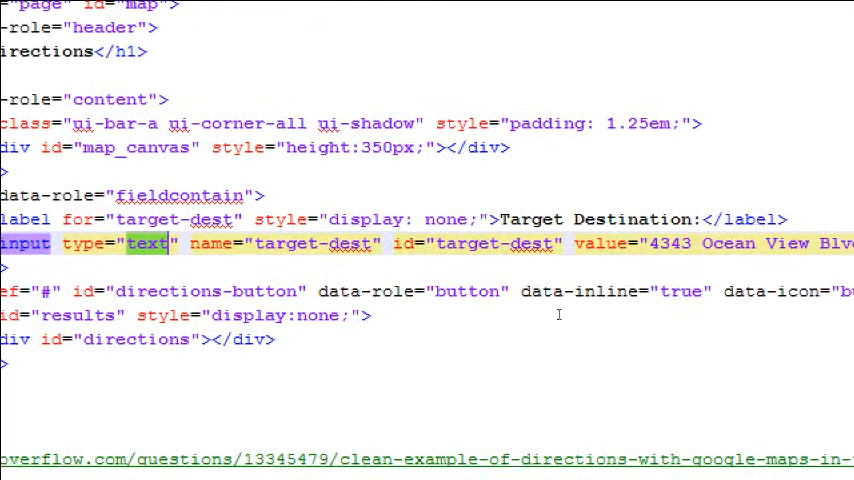 ="page" id="map">
-role="header">
irections</h1>
-role="content">
class="ui-bar-a ui-corner-all ui-shadow" style="padding: 1.25em;">
div id="map_canvas" style="height:350px;"></div>
>
data-role="fieldcontain">
label for="target-dest" style="display: none;">Target Destination:</label>
input type="text" name="target-dest" id="target-dest" value="4343 Ocean View Blv
>
ef="#" id="directions-button" data-role="button" data-inline="true" data-icon="b
id="results" style="display:none;">
div id="directions"></div>
>
overflow.com/questions/13345479/clean-example-of-directions-with-google-maps-in-